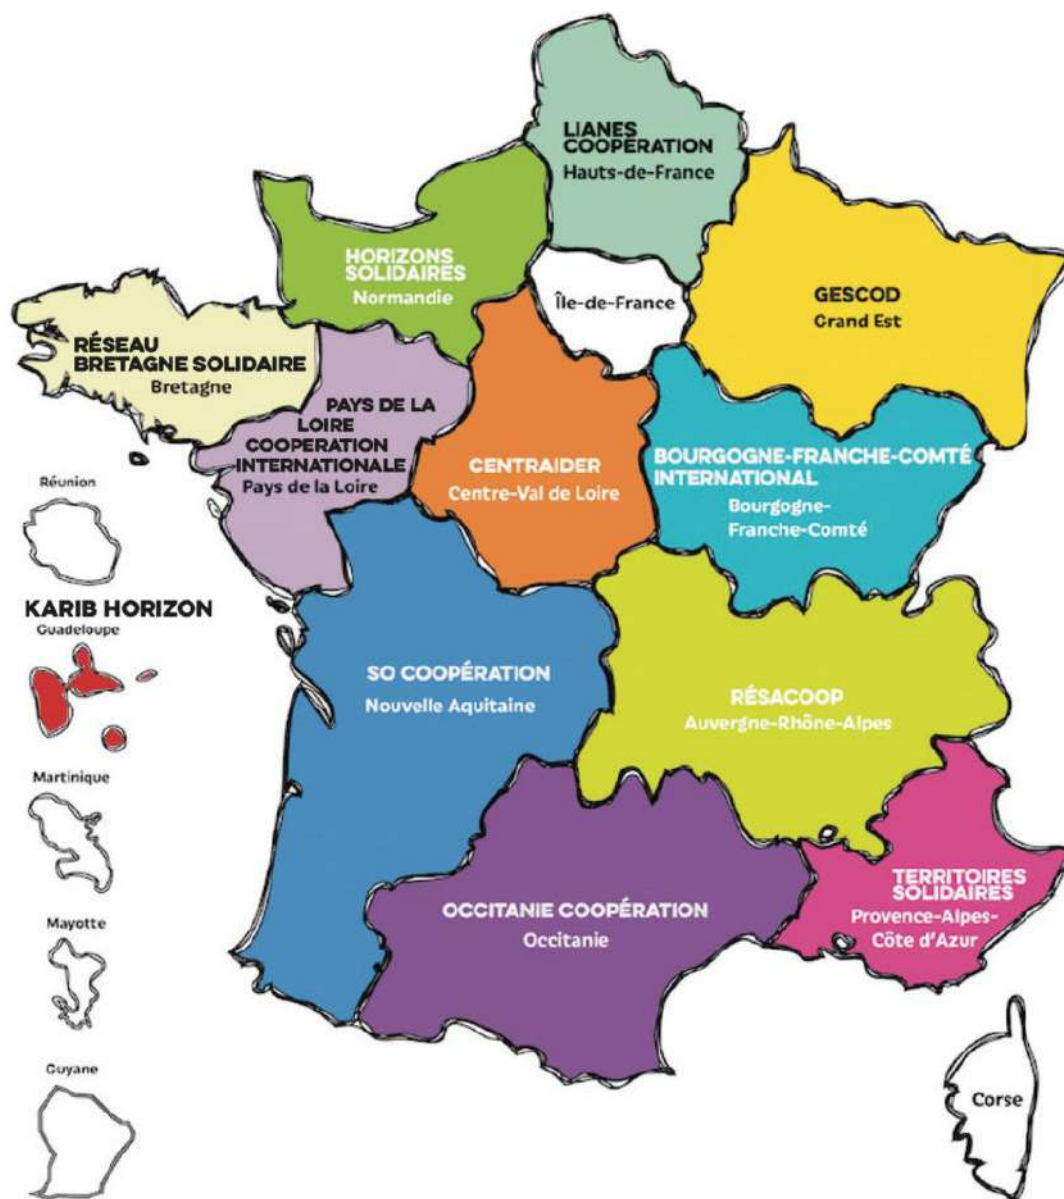 LIANES
COOPÉRATION
Hauts-de-France
HORIZONS
SOLIDAIRES
Normandie
Île-de-France
GESCOD
Grand Est
RÉSEAU
BRETAGNE SOLIDAIRE
Bretagne
PAYS DE LA
LOIRE
COOPERATION
INTERNATIONALE
Pays de la Loire
CENTRAIDER
Centre-Val de Loire
BOURGOGNE-FRANCHE-COMTÉ
INTERNATIONAL
Bourgogne-
Franche-Comté
Réunion
KARIB HORIZON
Guadeloupe
SO COOPÉRATION
Nouvelle Aquitaine
RÉSACOOP
Auvergne-Rhône-Alpes
Martinique
TERRITOIRES
SOLIDAIRES
Provence-Alpes-
Côte d'Azur
OCCITANIE COOPÉRATION
Occitanie
Mayotte
Guyane
Corse